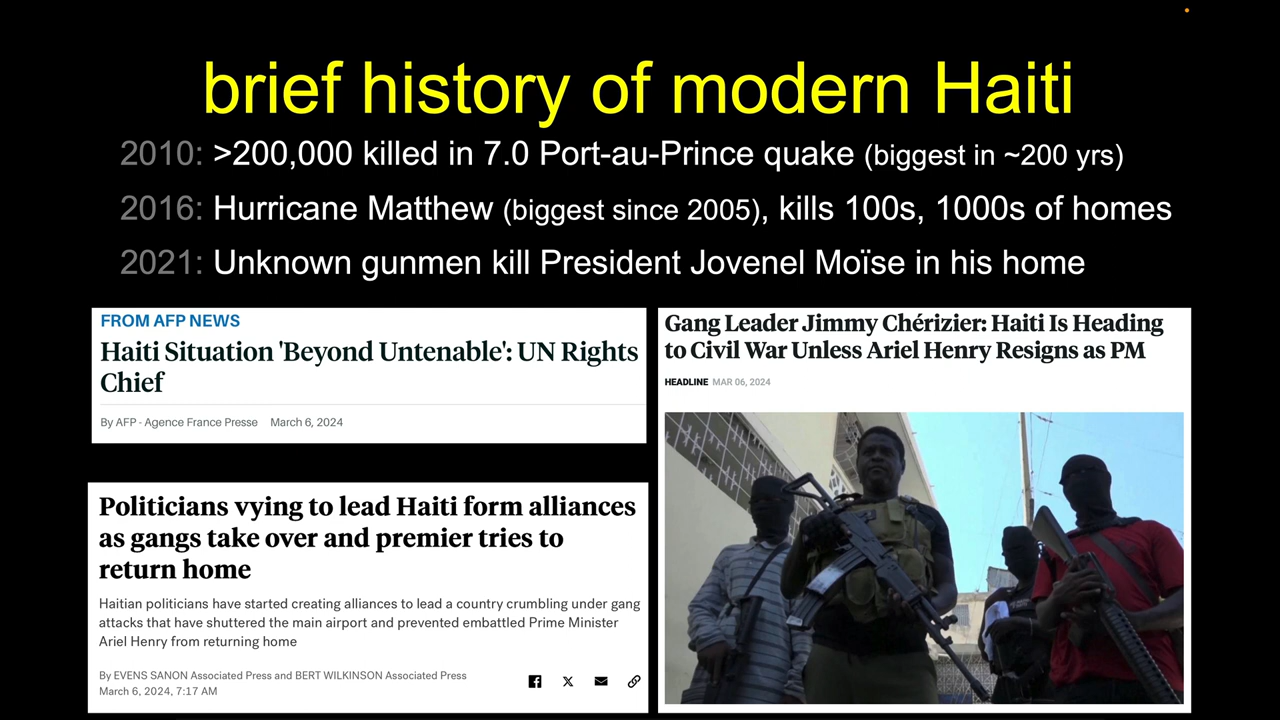 brief history of modern Haiti
2010: >200,000 killed in 7.0 Port-au-Prince quake (biggest in ~200 yrs)
2016: Hurricane Matthew (biggest since 2005), kills 100s, 1000s of homes
2021: Unknown gunmen kill President Jovenel Moïse in his home
FROM AFP NEWS
Haiti Situation 'Beyond Untenable': UN Rights
Chief
By AFP - Agence France Presse March 6, 2024
Politicians vying to lead Haiti form alliances
as gangs take over and premier tries to
return home
Haitian politicians have started creating alliances to lead a country crumbling under gang
attacks that have shuttered the main airport and prevented embattled Prime Minister
Ariel Henry from returning home
By EVENS SANON Associated Press and BERT WILKINSON Associated Press
March 6, 2024, 7:17 AM
Gang Leader Jimmy Chérizier: Haiti Is Heading
to Civil War Unless Ariel Henry Resigns as PM
HEADLINE MAR 06, 2024